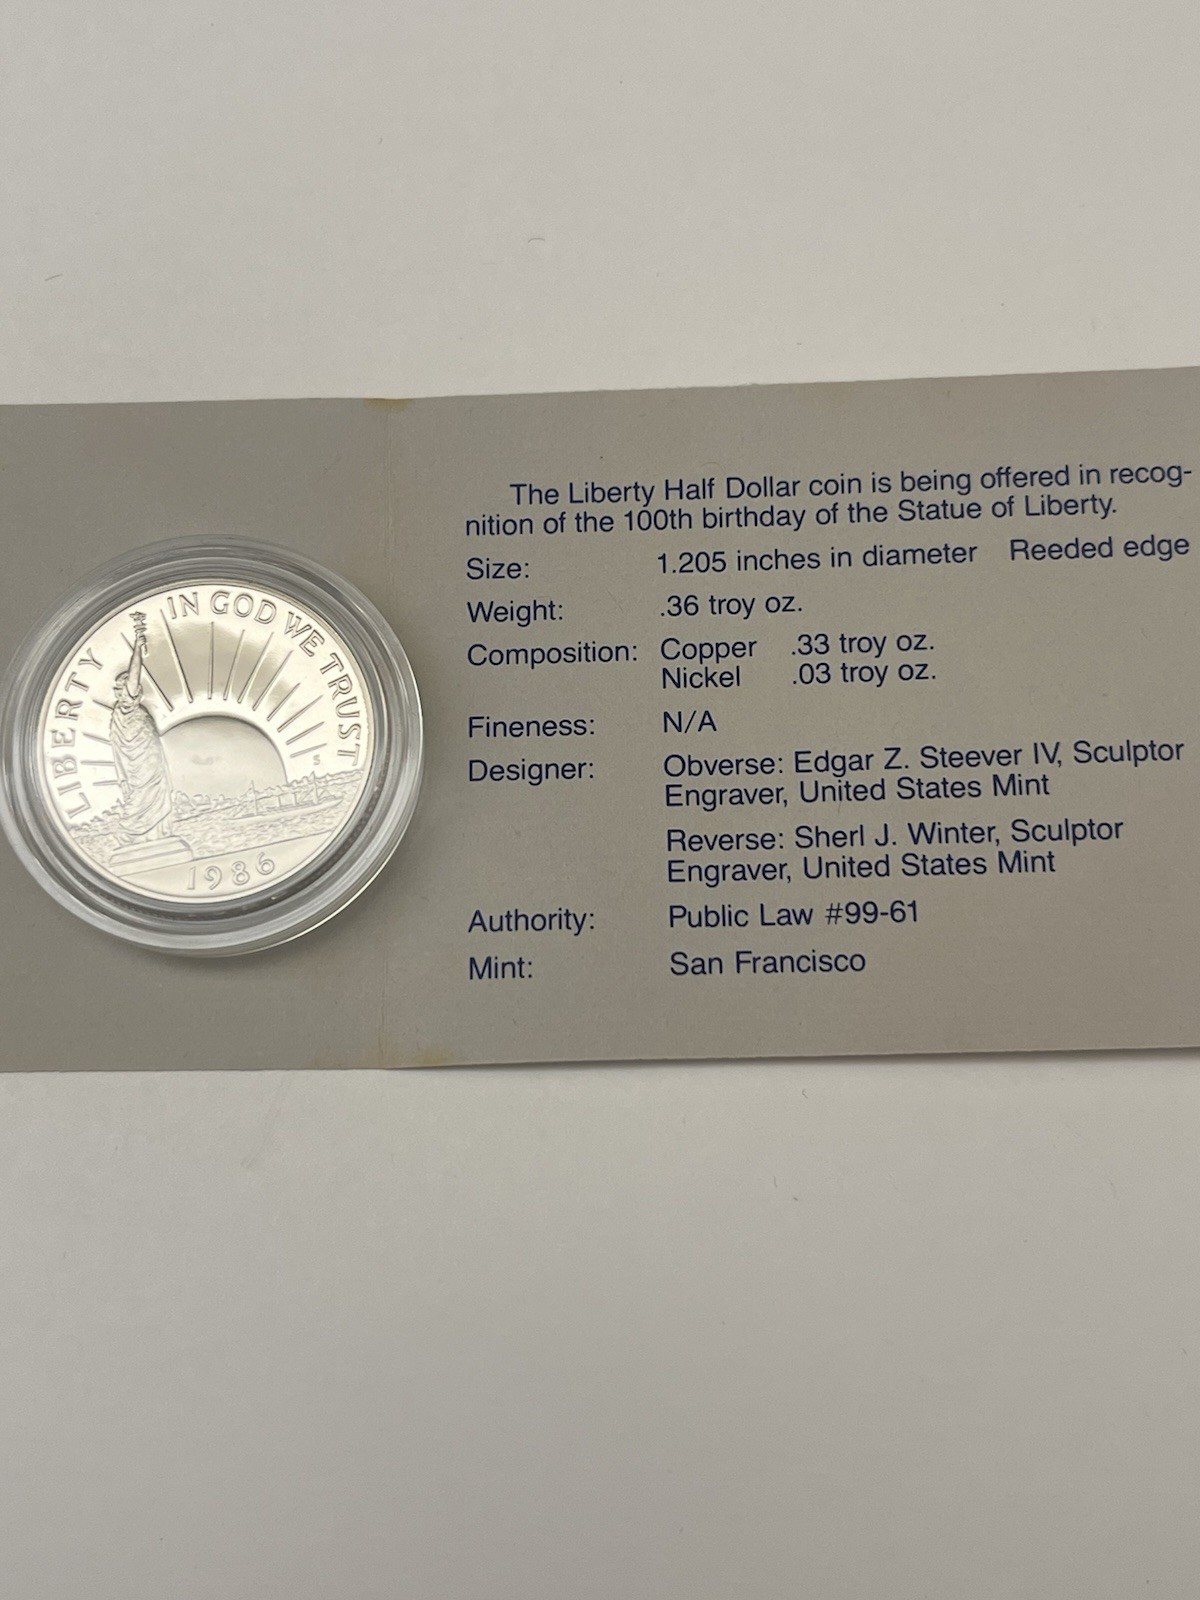 LIBERTY
IN GOD WE TRUST
S
1986
The Liberty Half Dollar coin is being offered in recog-
nition of the 100th birthday of the Statue of Liberty.
Size: 1.205 inches in diameter Reeded edge
Weight: .36 troy oz.
Composition: Copper .33 troy oz.
Nickel .03 troy oz.
Fineness: N/A
Designer: Obverse: Edgar Z. Steever IV, Sculptor
Engraver, United States Mint
Reverse: Sherl J. Winter, Sculptor
Engraver, United States Mint
Authority: Public Law #99-61
Mint: San Francisco